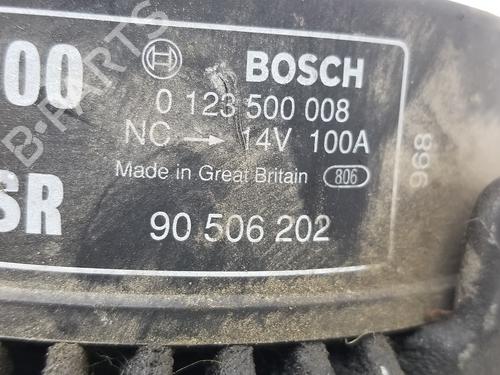 00
BOSCH
0 123 500 008
NC → 14V 100A
Made in Great Britain 806
SR
90 506 202
968
B-PARTS